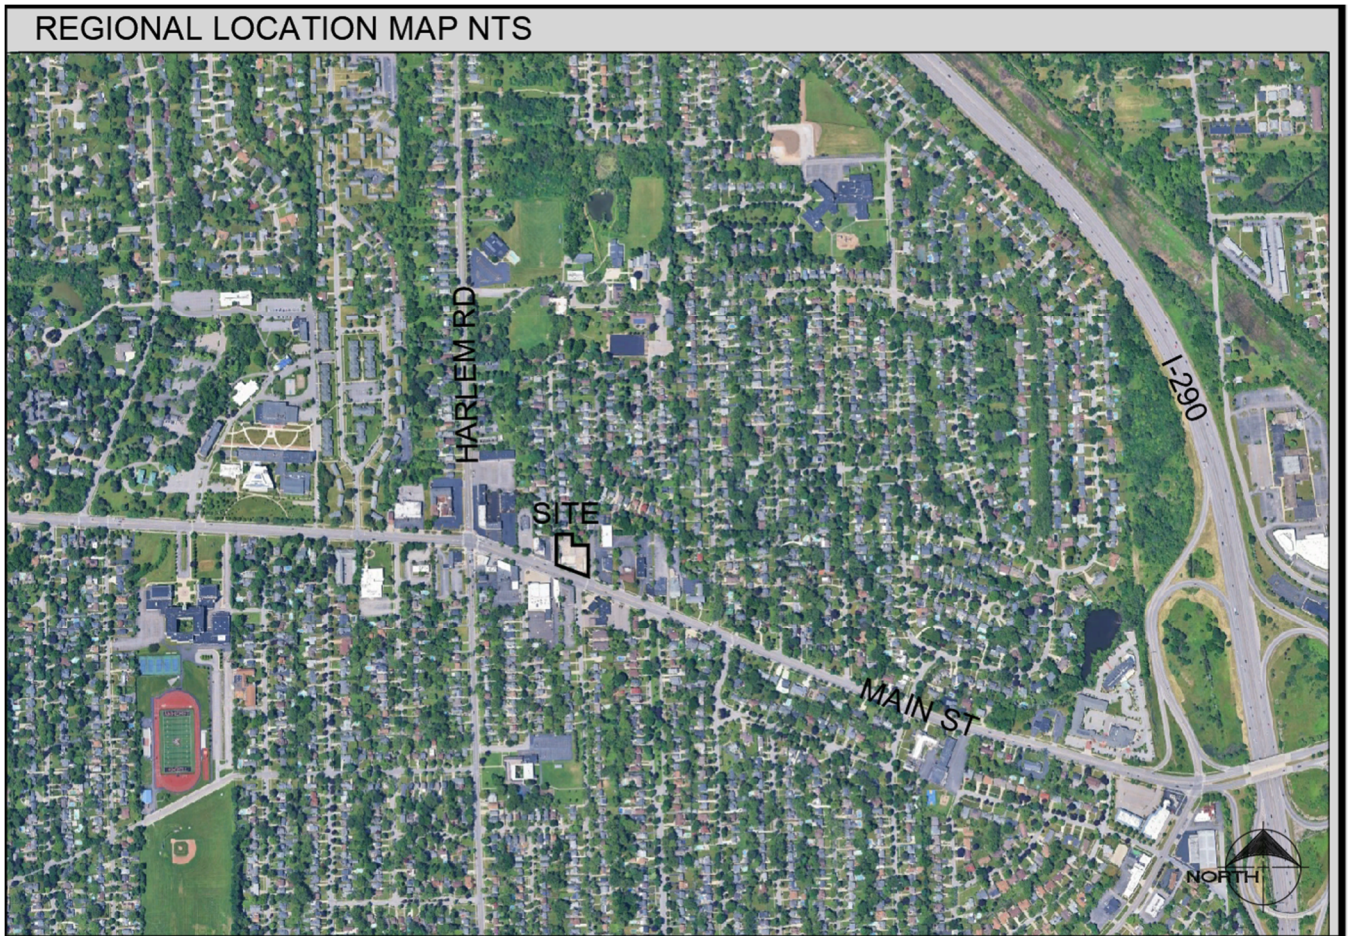 REGIONAL LOCATION MAP NTS
HARLEM RD
I-290
SITE
MAIN ST
NORTH